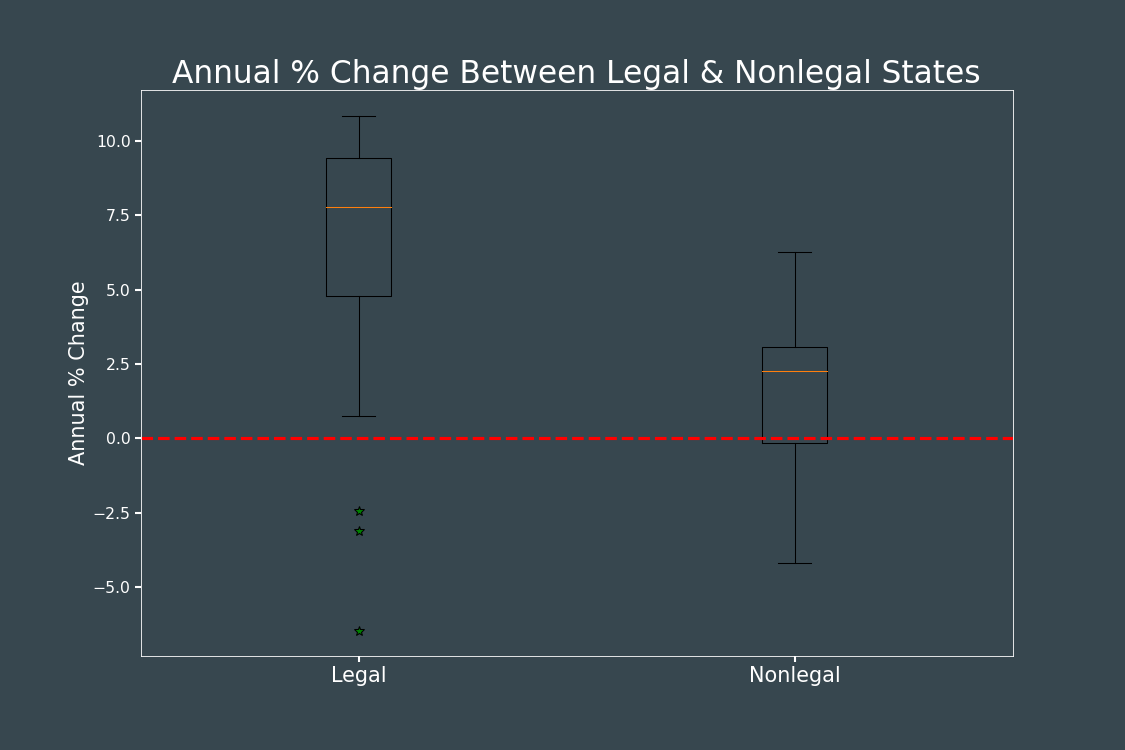 Annual % Change Between Legal & Nonlegal States
Annual % Change
10.0
7.5
5.0
2.5
0.0
−2.5
−5.0
Legal
Nonlegal